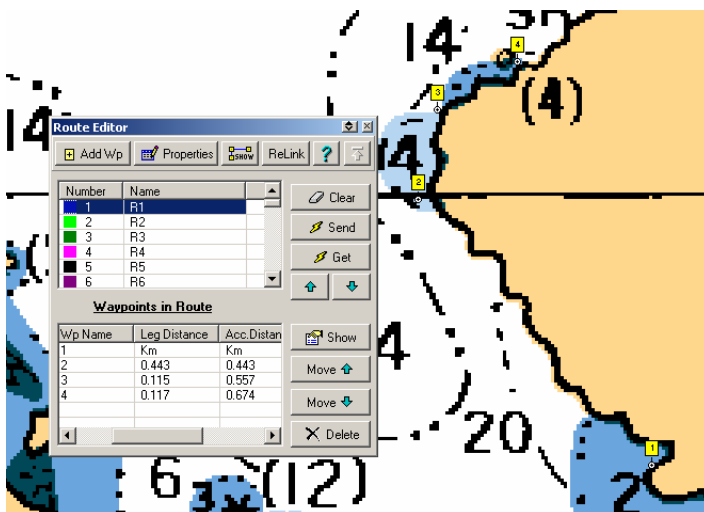 14
30
4
3
(4)
14
Route Editor
Add Wp Properties SHOW ReLink ?
4
2
Number Name
1 R1
2 R2
3 R3
4 R4
5 R5
6 R6
Clear
Send
Get
Waypoints in Route
Wp Name Leg Distance Acc.Distan
1 Km Km
2 0.443 0.443
3 0.115 0.557
4 0.117 0.674
Show
Move
Move
Delete
4
20
1
6
3
(12)
2